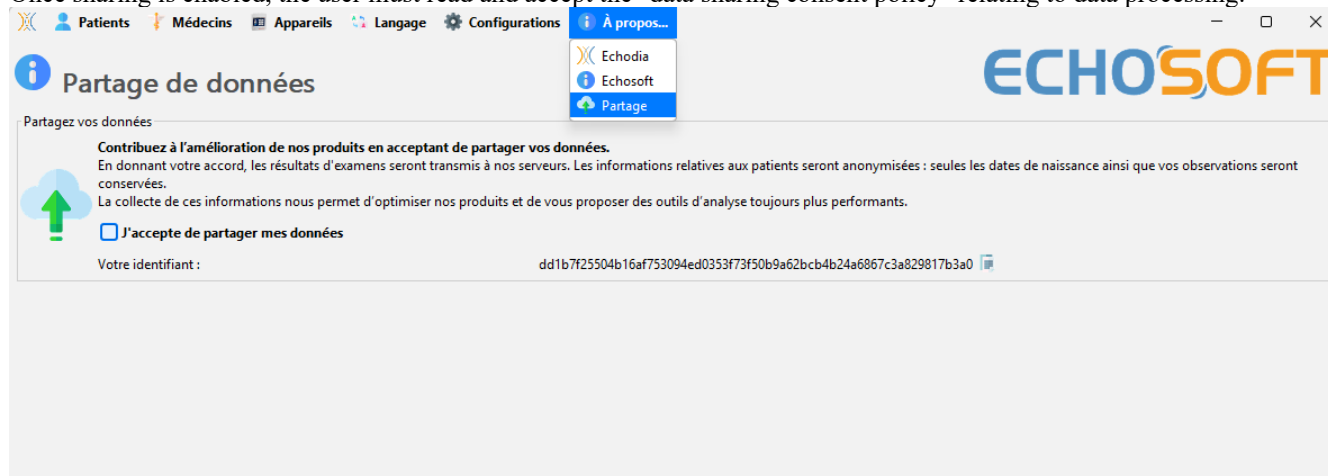 Once sharing is enabled, the user must read and accept the "data sharing consent policy" relating to data processing.
Patients Médecins Appareils Langage Configurations À propos...
Echodia
Echosoft
Partage
Partage de données
ECHOSOFT
Partagez vos données
Contribuez à l'amélioration de nos produits en acceptant de partager vos données.
En donnant votre accord, les résultats d'examens seront transmis à nos serveurs. Les informations relatives aux patients seront anonymisées : seules les dates de naissance ainsi que vos observations seront
conservées.
La collecte de ces informations nous permet d'optimiser nos produits et de vous proposer des outils d'analyse toujours plus performants.
J'accepte de partager mes données
Votre identifiant : dd1b7f25504b16af753094ed0353f73f50b9a62bcb4b24a6867c3a829817b3a0